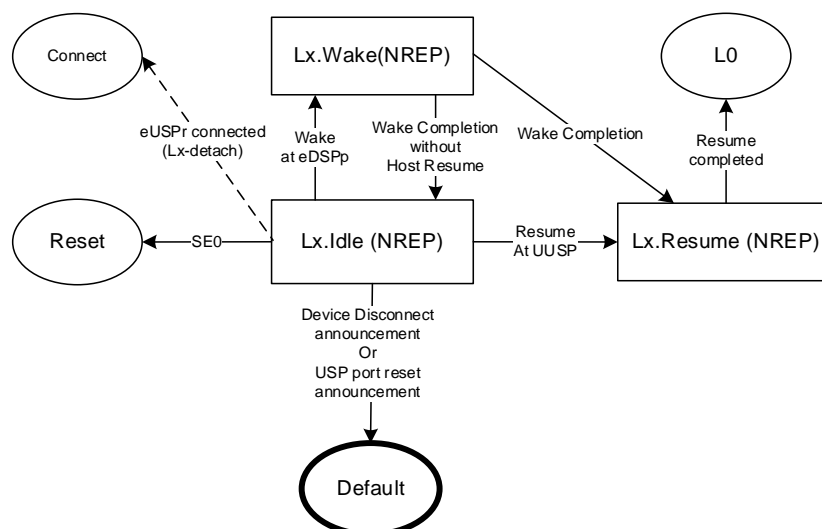 Connect
Lx.Wake(NREP)
L0
eUSPr connected
(Lx-detach)
Wake
at eDSPp
Wake Completion
without
Host Resume
Wake Completion
Resume
completed
Reset
SE0
Lx.Idle (NREP)
Resume
At UUSP
Lx.Resume (NREP)
Device Disconnect
announcement
Or
USP port reset
announcement
Default